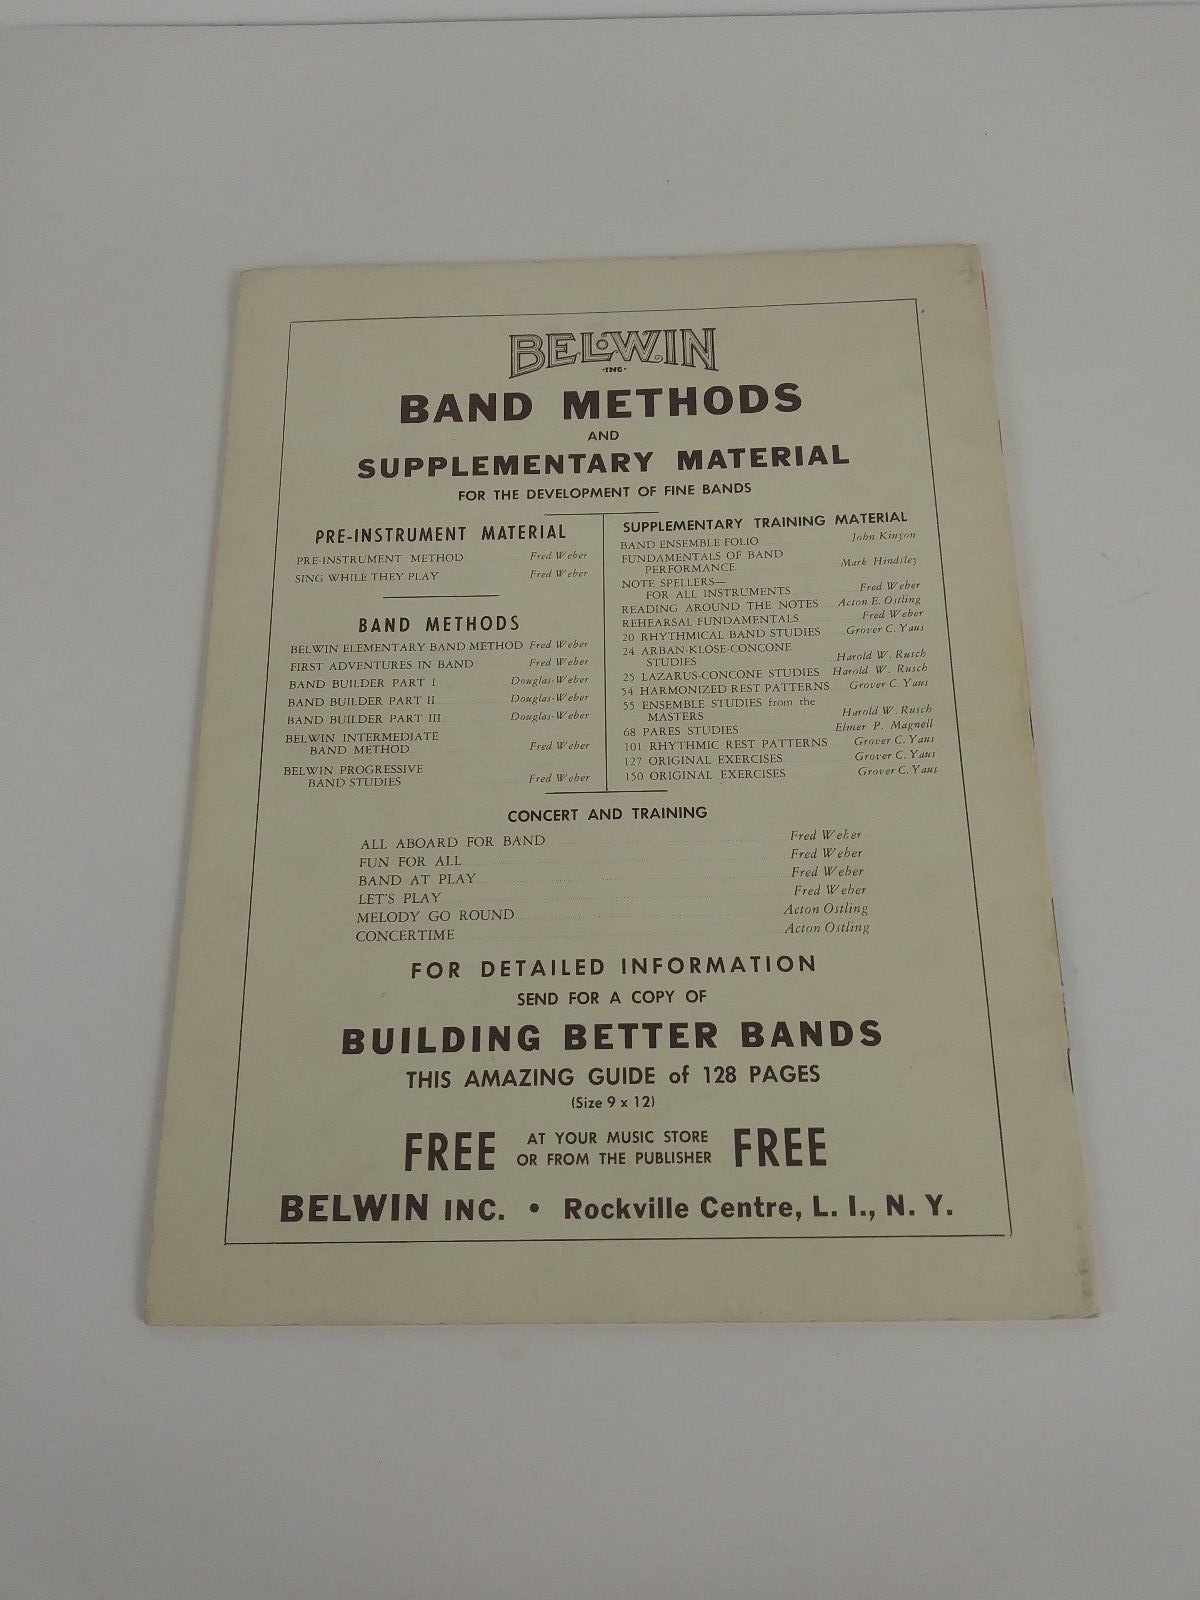 BELWIN
·INC·
BAND METHODS
AND
SUPPLEMENTARY MATERIAL
FOR THE DEVELOPMENT OF FINE BANDS
PRE-INSTRUMENT MATERIAL
PRE-INSTRUMENT METHOD Fred Weber
SING WHILE THEY PLAY Fred Weber
BAND METHODS
BELWIN ELEMENTARY BAND METHOD Fred Weber
FIRST ADVENTURES IN BAND Fred Weber
BAND BUILDER PART I Douglas-Weber
BAND BUILDER PART II Douglas-Weber
BAND BUILDER PART III Douglas-Weber
BELWIN INTERMEDIATE
BAND METHOD Fred Weber
BELWIN PROGRESSIVE
BAND STUDIES Fred Weber
SUPPLEMENTARY TRAINING MATERIAL
BAND ENSEMBLE FOLIO John Kinyon
FUNDAMENTALS OF BAND
PERFORMANCE Mark Hindsley
NOTE SPELLERS—
FOR ALL INSTRUMENTS Fred Weber
READING AROUND THE NOTES Acton E. Ostling
REHEARSAL FUNDAMENTALS Fred Weber
20 RHYTHMICAL BAND STUDIES Grover C. Yaus
24 ARBAN-KLOSE-CONCONE
STUDIES Harold W. Rusch
25 LAZARUS-CONCONE STUDIES Harold W. Rusch
54 HARMONIZED REST PATTERNS Grover C. Yaus
55 ENSEMBLE STUDIES from the
MASTERS Harold W. Rusch
68 PARES STUDIES Elmer P. Magnell
101 RHYTHMIC REST PATTERNS Grover C. Yaus
127 ORIGINAL EXERCISES Grover C. Yaus
150 ORIGINAL EXERCISES Grover C. Yaus
CONCERT AND TRAINING
ALL ABOARD FOR BAND Fred Weber
FUN FOR ALL Fred Weber
BAND AT PLAY Fred Weber
LET'S PLAY Fred Weber
MELODY GO ROUND Acton Ostling
CONCERTIME Acton Ostling
FOR DETAILED INFORMATION
SEND FOR A COPY OF
BUILDING BETTER BANDS
THIS AMAZING GUIDE of 128 PAGES
(Size 9 x 12)
FREE AT YOUR MUSIC STORE OR FROM THE PUBLISHER FREE
BELWIN INC. • Rockville Centre, L. I., N. Y.